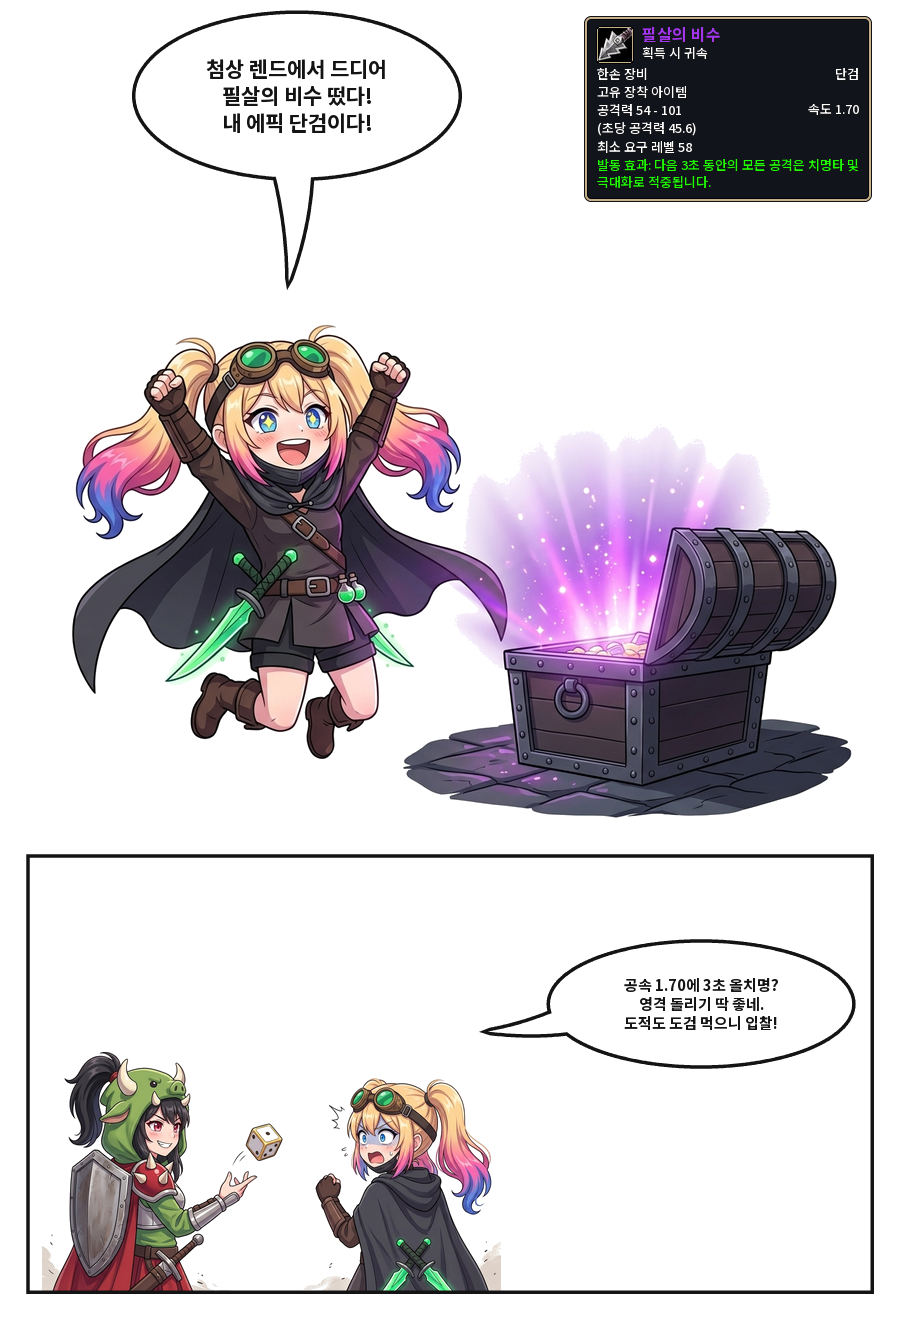 첨상 렌드에서 드디어
필살의 비수 떴다!
내 에픽 단검이다!
필살의 비수
획득 시 귀속
한손 장비 단검
고유 장착 아이템
공격력 54 - 101 속도 1.70
(초당 공격력 45.6)
최소 요구 레벨 58
발동 효과: 다음 3초 동안의 모든 공격은 치명타 및
극대화로 적중됩니다.
공속 1.70에 3초 올치명?
영격 돌리기 딱 좋네.
도적도 도검 먹으니 입찰!